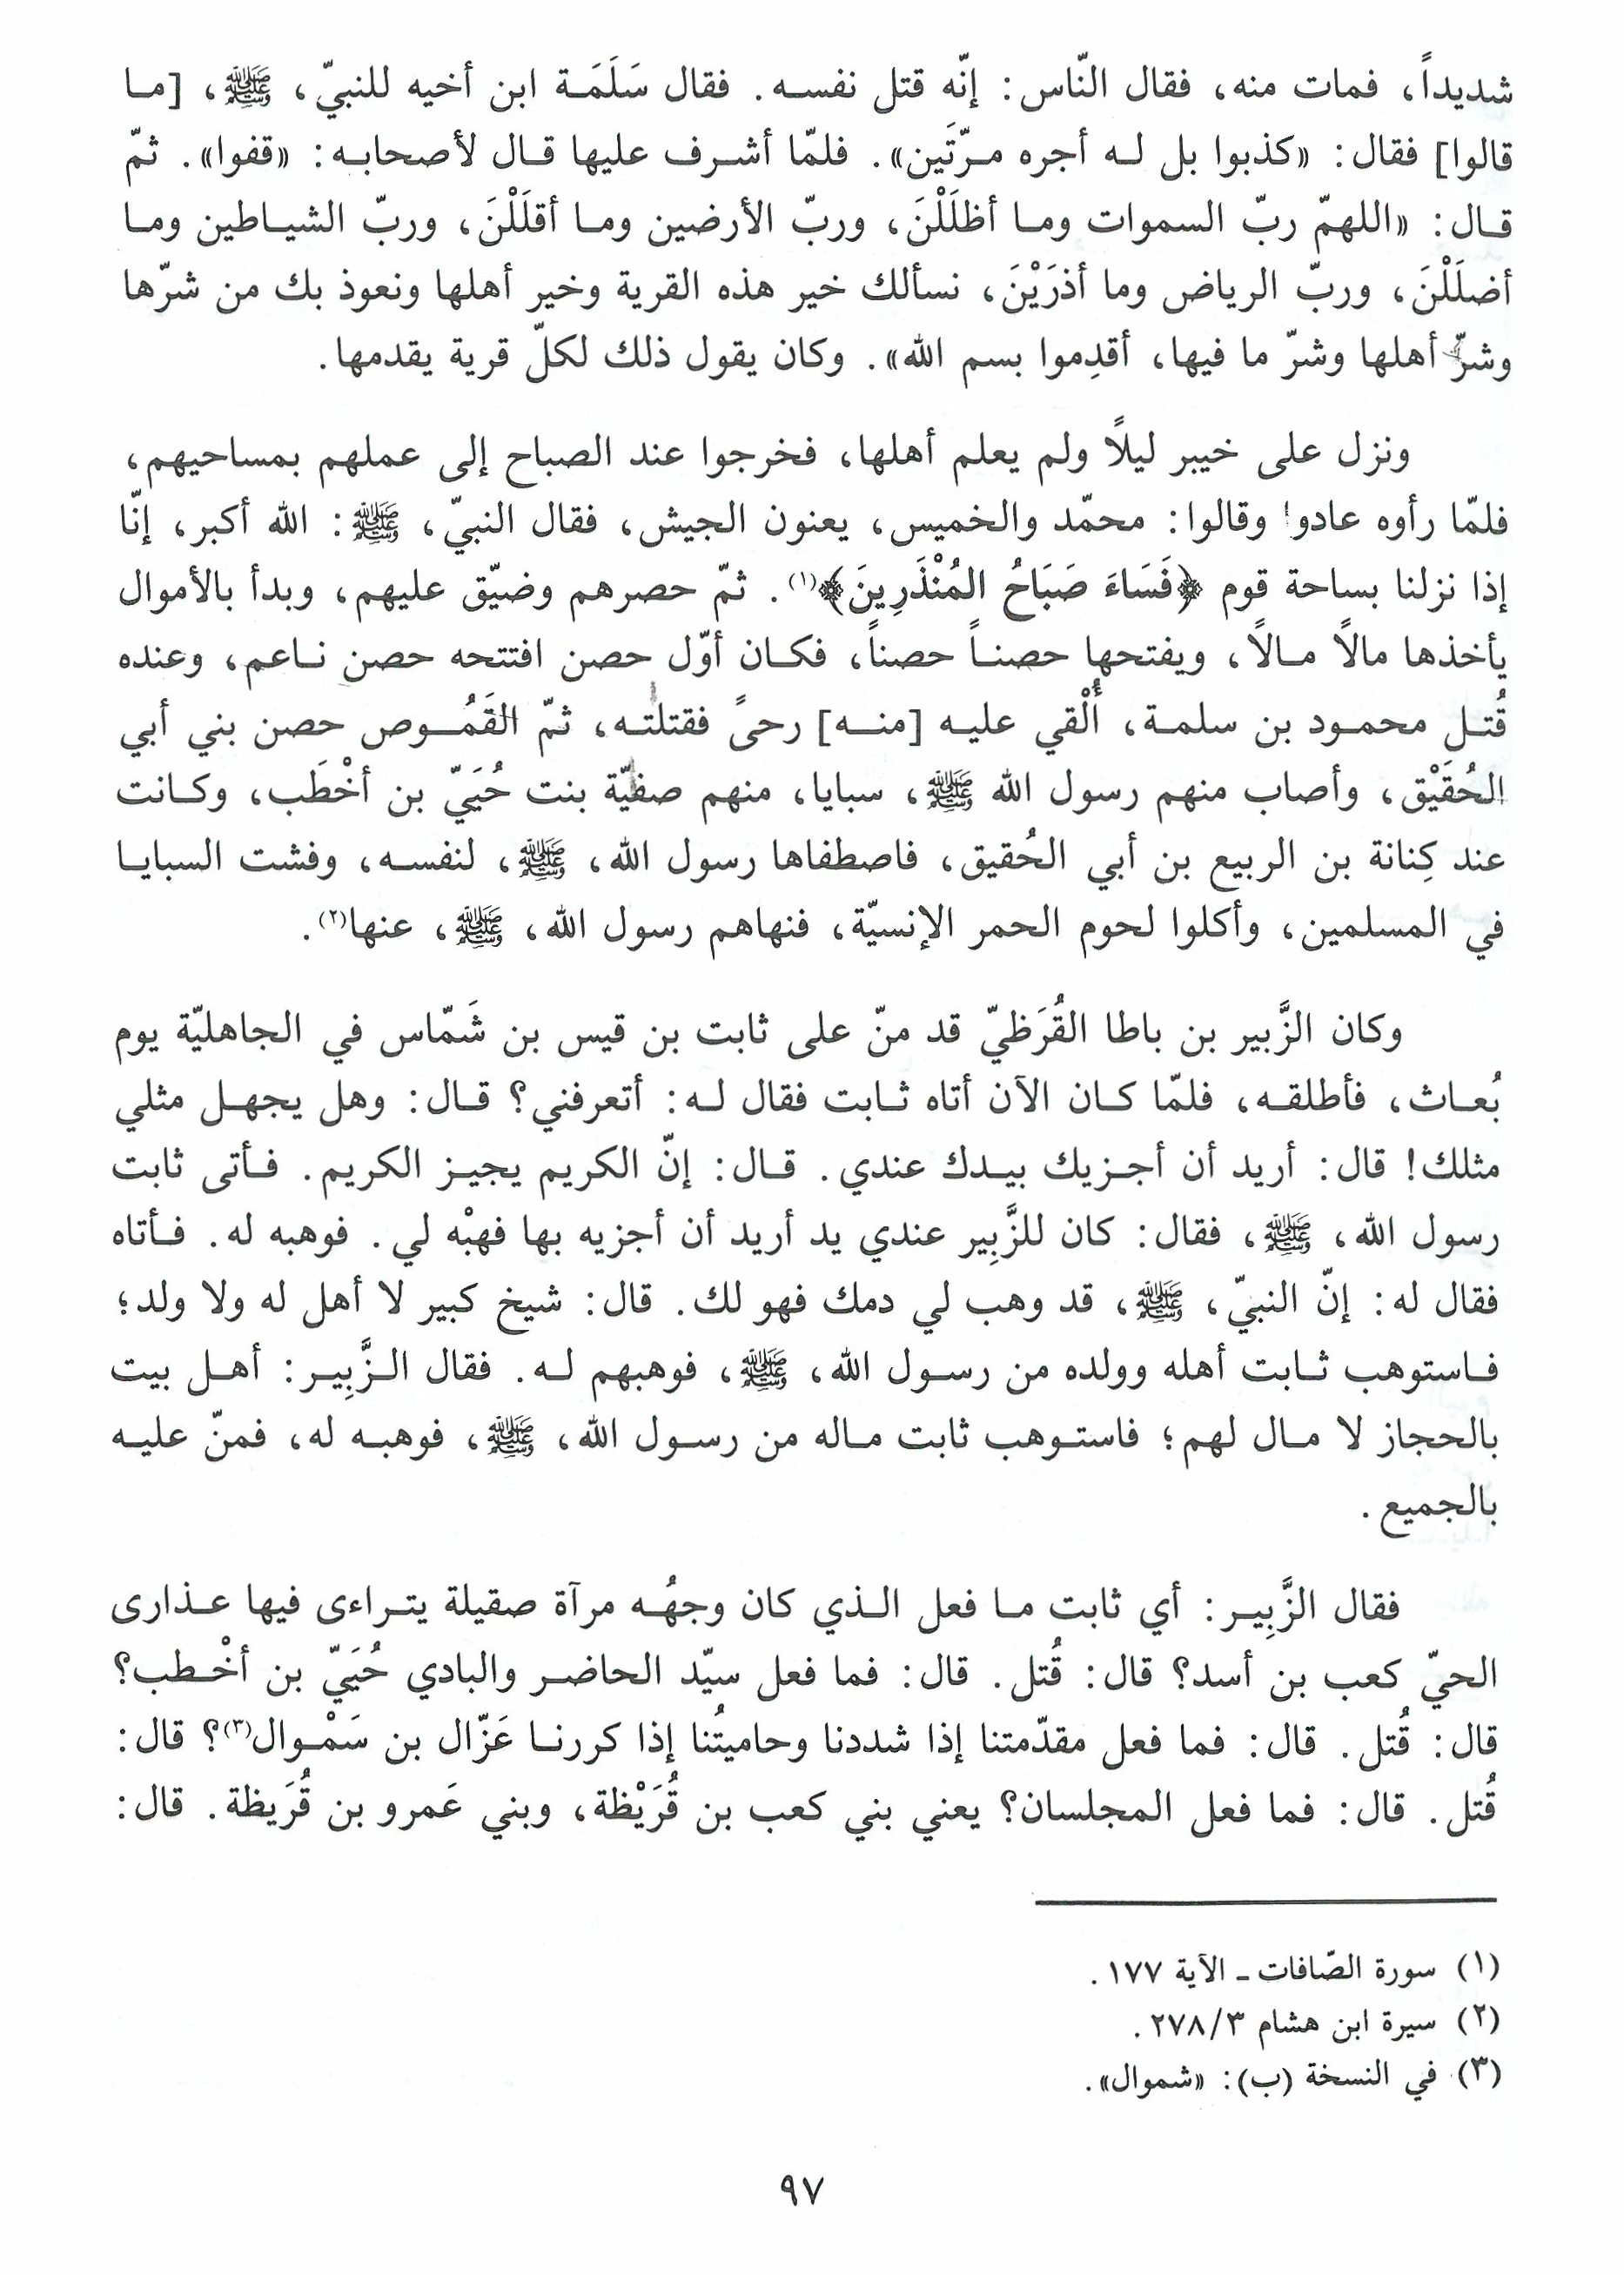 شديداً، فمات منه، فقال النّاس: إنّه قتل نفسه. فقال سَلَمَة ابن أخيه للنبيّ، ﷺ، [ما
قالوا] فقال: «كذبوا بل له أجره مرّتَين». فلمّا أشرف عليها قال لأصحابه: «قفوا». ثمّ
قال: «اللهمّ ربّ السموات وما أظلَلْنَ، وربّ الأرضين وما أقلَلْنَ، وربّ الشياطين وما
أضلَلْنَ، وربّ الرياض وما أذرَيْنَ، نسألك خير هذه القرية وخير أهلها ونعوذ بك من شرّها
وشرّ أهلها وشرّ ما فيها، أقدِموا بسم الله». وكان يقول ذلك لكلّ قرية يقدمها.
ونزل على خيبر ليلًا ولم يعلم أهلها، فخرجوا عند الصباح إلى عملهم بمساحيهم،
فلمّا رأوه عادوا وقالوا: محمّد والخميس، يعنون الجيش، فقال النبيّ، ﷺ: الله أكبر، إنّا
إذا نزلنا بساحة قوم ﴿فَسَاءَ صَبَاحُ المُنْذَرِينَ﴾(١). ثمّ حصرهم وضيّق عليهم، وبدأ بالأموال
يأخذها مالًا مالًا، ويفتحها حصناً حصناً، فكان أوّل حصن افتتحه حصن ناعم، وعنده
قُتل محمود بن سلمة، أُلْقي عليه [منه] رحىً فقتلتْه، ثمّ القَمُوص حصن بني أبي
الحُقَيْق، وأصاب منهم رسول الله ﷺ، سبايا، منهم صفيّة بنت حُيَيّ بن أخْطَب، وكانت
عند كِنانة بن الربيع بن أبي الحُقيق، فاصطفاها رسول الله، ﷺ، لنفسه، وفشت السبايا
في المسلمين، وأكلوا لحوم الحمر الإنسيّة، فنهاهم رسول الله، ﷺ، عنها(٢).
وكان الزَّبير بن باطا القُرَظيّ قد منّ على ثابت بن قيس بن شَمّاس في الجاهليّة يوم
بُعاث، فأطلقه، فلمّا كان الآن أتاه ثابت فقال له: أتعرفني؟ قال: وهل يجهل مثلي
مثلك! قال: أريد أن أجزيك بيدك عندي. قال: إنّ الكريم يجيز الكريم. فأتى ثابت
رسول الله، ﷺ، فقال: كان للزَّبِير عندي يد أريد أن أجزيه بها فهبْه لي. فوهبه له. فأتاه
فقال له: إنّ النبيّ، ﷺ، قد وهب لي دمك فهو لك. قال: شيخ كبير لا أهل له ولا ولد؛
فاستوهب ثابت أهله وولده من رسول الله، ﷺ، فوهبهم له. فقال الزَّبِير: أهل بيت
بالحجاز لا مال لهم؛ فاستوهب ثابت ماله من رسول الله، ﷺ، فوهبه له، فمنّ عليه
بالجميع.
فقال الزَّبِير: أي ثابت ما فعل الذي كان وجهُه مرآة صقيلة يتراءى فيها عذارى
الحيّ كعب بن أسد؟ قال: قُتل. قال: فما فعل سيّد الحاضر والبادي حُيَيّ بن أخْطب؟
قال: قُتل. قال: فما فعل مقدّمتنا إذا شددنا وحاميتُنا إذا كررنا عَزّال بن سَمْوال(٣)؟ قال:
قُتل. قال: فما فعل المجلسان؟ يعني بني كعب بن قُرَيْظة، وبني عَمرو بن قُرَيظة. قال:
(١) سورة الصّافات ـ الآية ١٧٧.
(٢) سيرة ابن هشام ٣/٢٧٨.
(٣) في النسخة (ب): «شموال».
٩٧